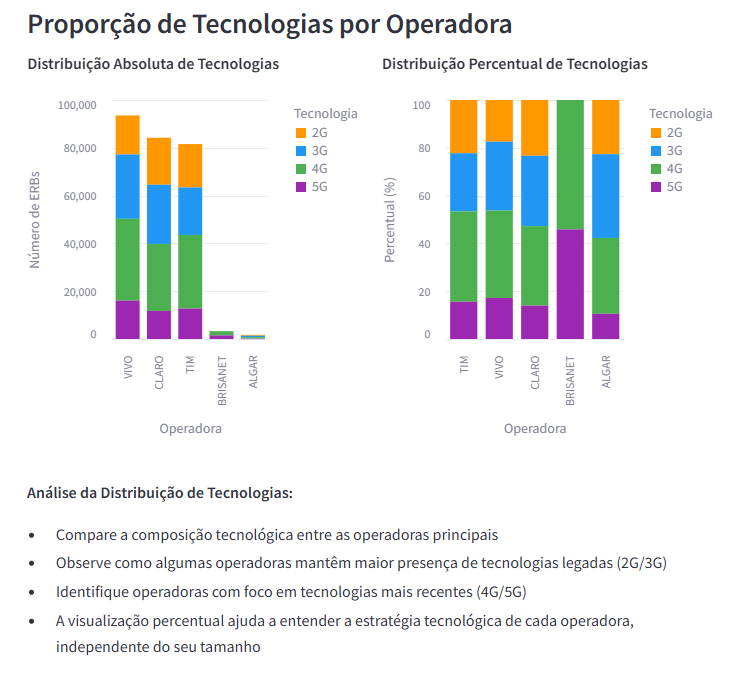 Proporção de Tecnologias por Operadora
Distribuição Absoluta de Tecnologias
100,000
80,000
60,000
40,000
20,000
0
Número de ERBs
VIVO
CLARO
TIM
BRISANET
ALGAR
Operadora
Tecnologia
2G
3G
4G
5G
Distribuição Percentual de Tecnologias
100
80
60
40
20
0
Percentual (%)
TIM
VIVO
CLARO
BRISANET
ALGAR
Operadora
Tecnologia
2G
3G
4G
5G
Análise da Distribuição de Tecnologias:
• Compare a composição tecnológica entre as operadoras principais
• Observe como algumas operadoras mantêm maior presença de tecnologias legadas (2G/3G)
• Identifique operadoras com foco em tecnologias mais recentes (4G/5G)
• A visualização percentual ajuda a entender a estratégia tecnológica de cada operadora,
independente do seu tamanho